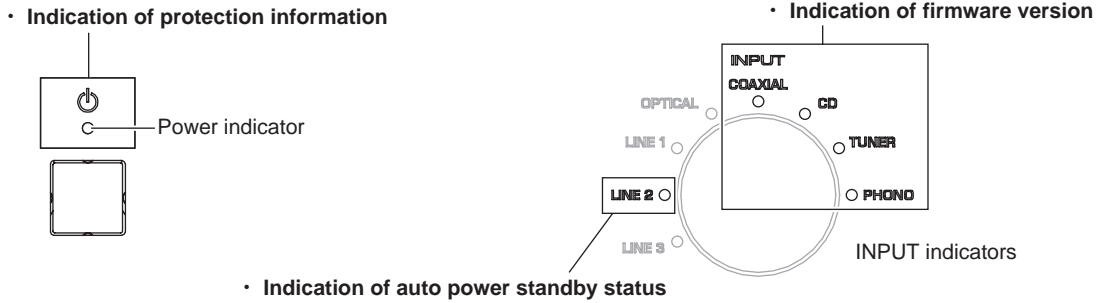 ・ Indication of protection information
Power indicator
・ Indication of firmware version
INPUT
COAXIAL
OPTICAL
CD
LINE 1
TUNER
LINE 2
PHONO
LINE 3
INPUT indicators
・ Indication of auto power standby status